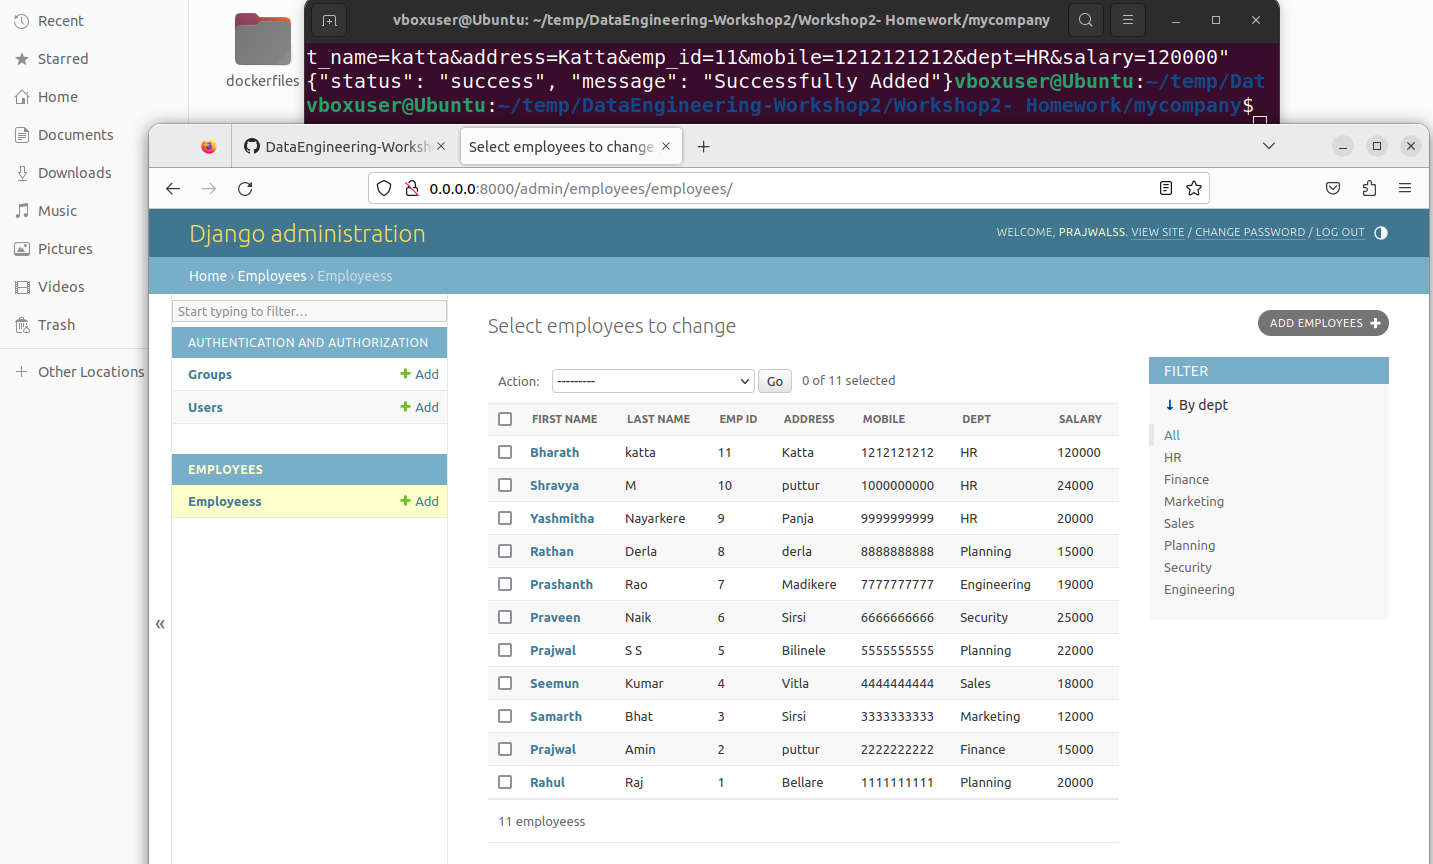 Recent
Starred
Home
Documents
Downloads
Music
Pictures
Videos
Trash
Other Locations
dockerfiles
vboxuser@Ubuntu: ~/temp/DataEngineering-Workshop2/Workshop2- Homework/mycompany
t_name=katta&address=Katta&emp_id=11&mobile=1212121212&dept=HR&salary=120000"
{"status": "success", "message": "Successfully Added"}vboxuser@Ubuntu:~/temp/Dat
vboxuser@Ubuntu:~/temp/DataEngineering-Workshop2/Workshop2- Homework/mycompany$
DataEngineering-Worksh
Select employees to change
0.0.0.0:8000/admin/employees/employees/
Django administration
WELCOME, PRAJWALSS. VIEW SITE / CHANGE PASSWORD / LOG OUT
Home › Employees › Employeess
Start typing to filter…
AUTHENTICATION AND AUTHORIZATION
Groups + Add
Users + Add
EMPLOYEES
Employeess + Add
«
Select employees to change
ADD EMPLOYEES +
Action: --------- Go 0 of 11 selected
FIRST NAME LAST NAME EMP ID ADDRESS MOBILE DEPT SALARY
Bharath katta 11 Katta 1212121212 HR 120000
Shravya M 10 puttur 1000000000 HR 24000
Yashmitha Nayarkere 9 Panja 9999999999 HR 20000
Rathan Derla 8 derla 8888888888 Planning 15000
Prashanth Rao 7 Madikere 7777777777 Engineering 19000
Praveen Naik 6 Sirsi 6666666666 Security 25000
Prajwal S S 5 Bilinele 5555555555 Planning 22000
Seemun Kumar 4 Vitla 4444444444 Sales 18000
Samarth Bhat 3 Sirsi 3333333333 Marketing 12000
Prajwal Amin 2 puttur 2222222222 Finance 15000
Rahul Raj 1 Bellare 1111111111 Planning 20000
11 employeess
FILTER
↓ By dept
All
HR
Finance
Marketing
Sales
Planning
Security
Engineering